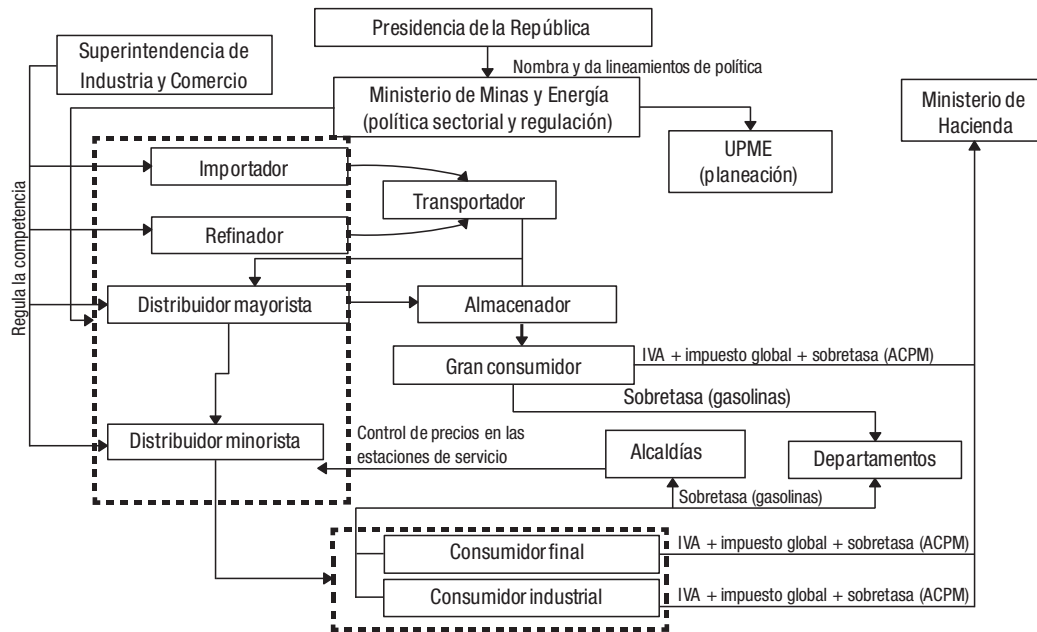 Presidencia de la República
Superintendencia de
Industria y Comercio
Nombra y da lineamientos de política
Ministerio de Minas y Energía
(política sectorial y regulación)
Ministerio de
Hacienda
UPME
(planeación)
Importador
Transportador
Refinador
Regula la competencia
Distribuidor mayorista
Almacenador
Gran consumidor
IVA + impuesto global + sobretasa (ACPM)
Sobretasa (gasolinas)
Distribuidor minorista
Control de precios en las
estaciones de servicio
Alcaldías
Departamentos
Sobretasa (gasolinas)
Consumidor final
IVA + impuesto global + sobretasa (ACPM)
Consumidor industrial
IVA + impuesto global + sobretasa (ACPM)